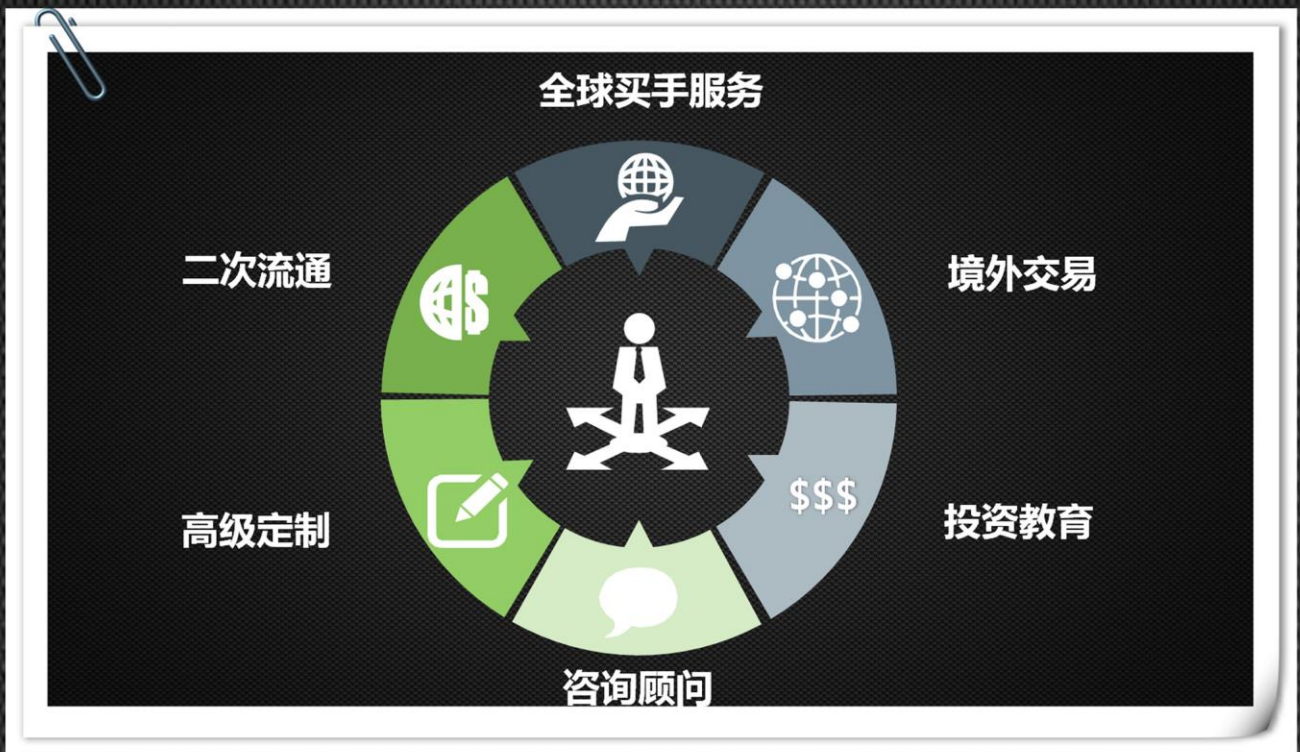 全球买手服务
二次流通
境外交易
$$$
高级定制
投资教育
咨询顾问